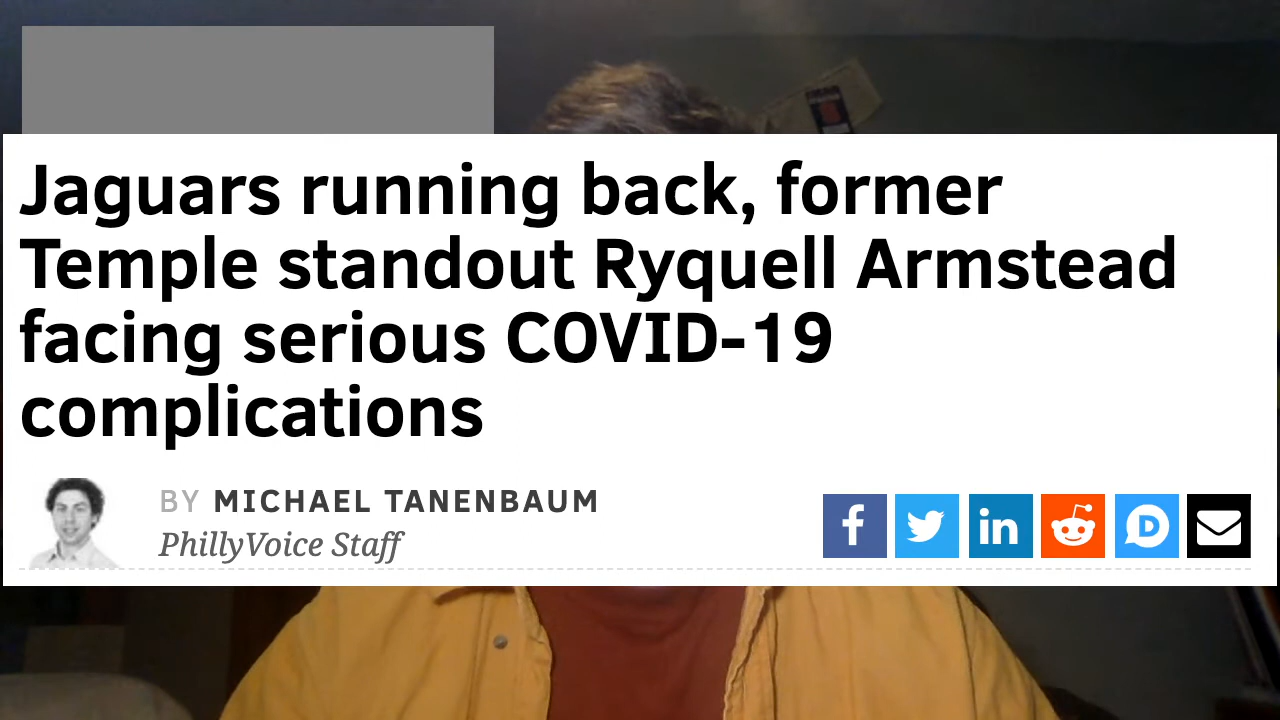 Jaguars running back, former
Temple standout Ryquell Armstead
facing serious COVID-19
complications
BY MICHAEL TANENBAUM
PhillyVoice Staff